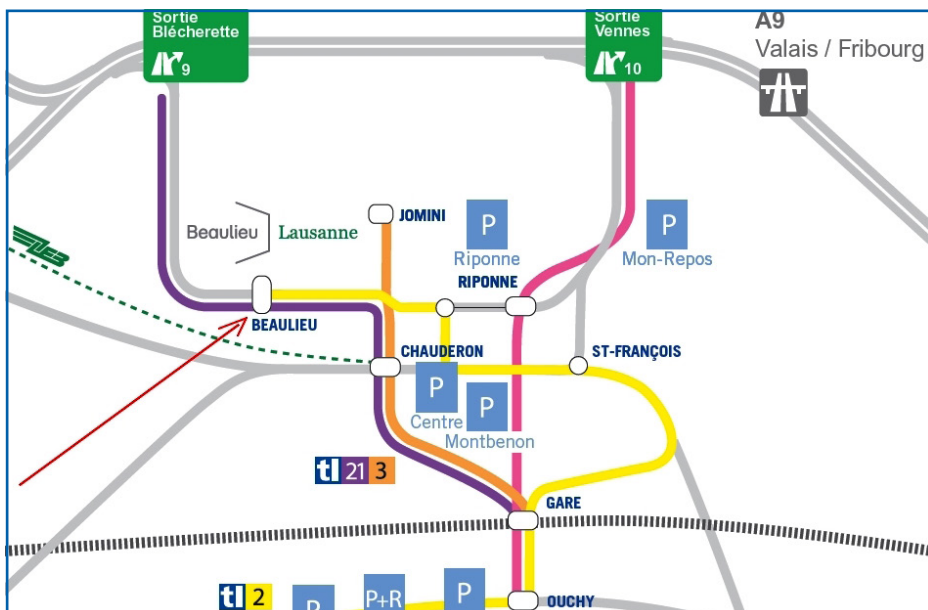 Sortie
Blécherette
9
Sortie
Vennes
10
A9
Valais / Fribourg
LEB
Beaulieu
Lausanne
JOMINI
P
Riponne
RIPONNE
P
Mon-Repos
BEAULIEU
CHAUDERON
ST-FRANÇOIS
P
Centre
P
Montbenon
tl 21 3
GARE
tl 2
P
P+R
P
OUCHY